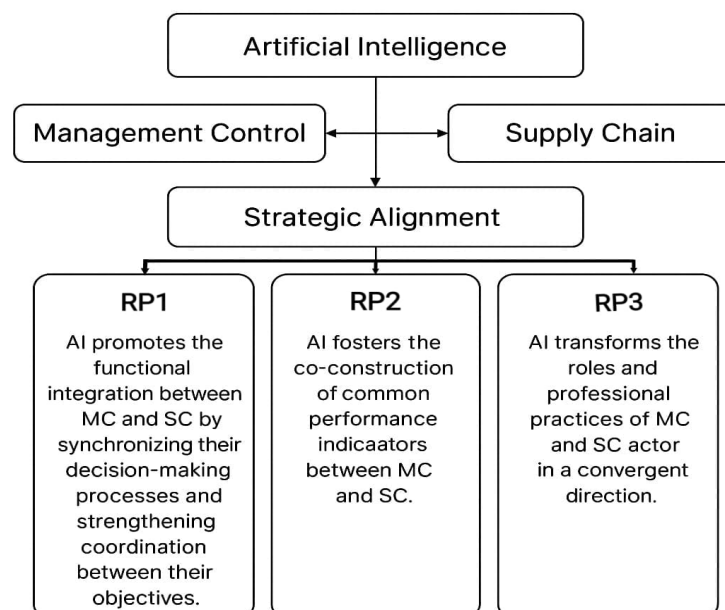 Artificial Intelligence
Management Control
Supply Chain
Strategic Alignment
RP1
AI promotes the
functional
integration between
MC and SC by
synchronizing their
decision-making
processes and
strengthening
coordination
between their
objectives.
RP2
AI fosters the
co-construction
of common
performance
indicaators
between MC
and SC.
RP3
AI transforms the
roles and
professional
practices of MC
and SC actor
in a convergent
direction.